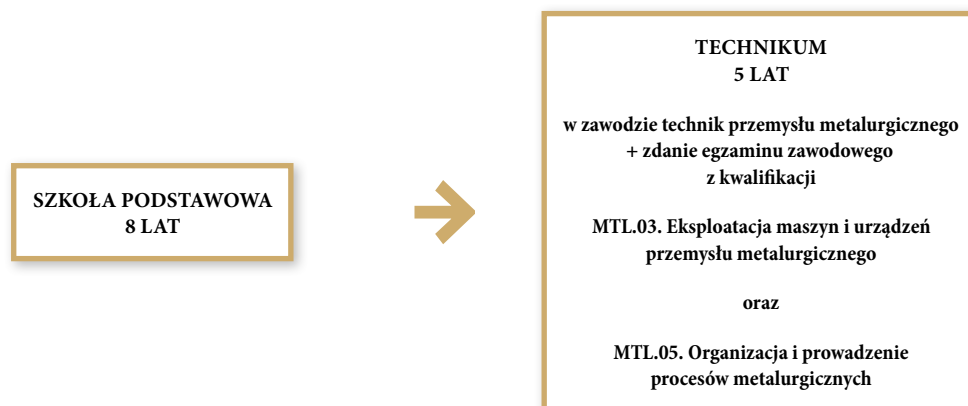 SZKOŁA PODSTAWOWA
8 LAT
TECHNIKUM
5 LAT
w zawodzie technik przemysłu metalurgicznego
+ zdanie egzaminu zawodowego
z kwalifikacji
MTL.03. Eksploatacja maszyn i urządzeń
przemysłu metalurgicznego
oraz
MTL.05. Organizacja i prowadzenie
procesów metalurgicznych